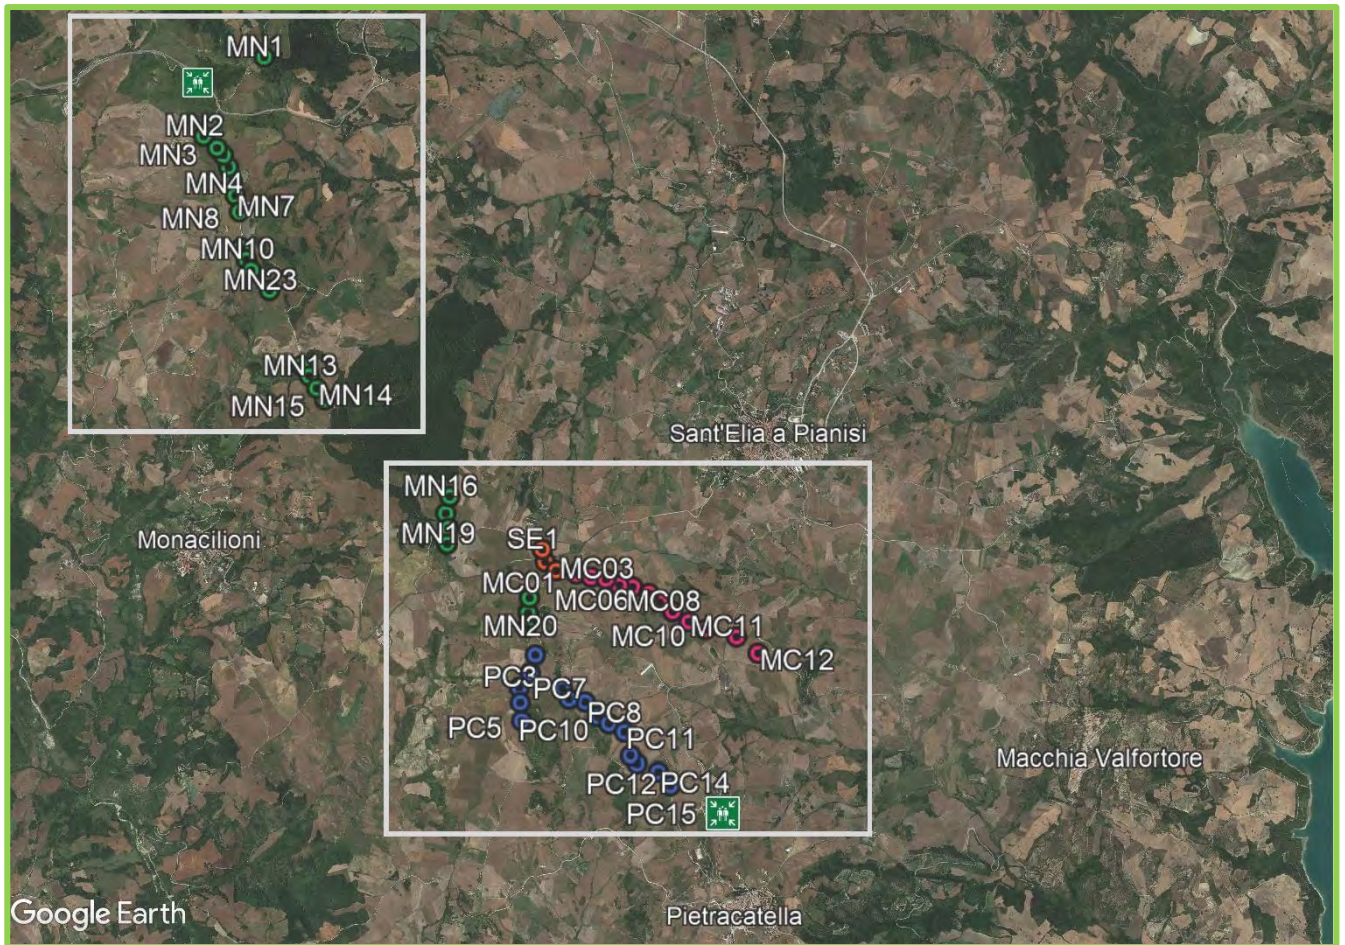 MN1
MN2
MN3
MN4
MN7
MN8
MN10
MN23
MN13
MN14
MN15
Sant'Elia a Pianisi
MN16
MN19
SE1
Monacilioni
MC03
MC01
MC06
MC08
MN20
MC11
MC10
MC12
PC3
PC7
PC8
PC5
PC10
PC11
Macchia Valfortore
PC12
PC14
PC15
Google Earth
Pietracatella